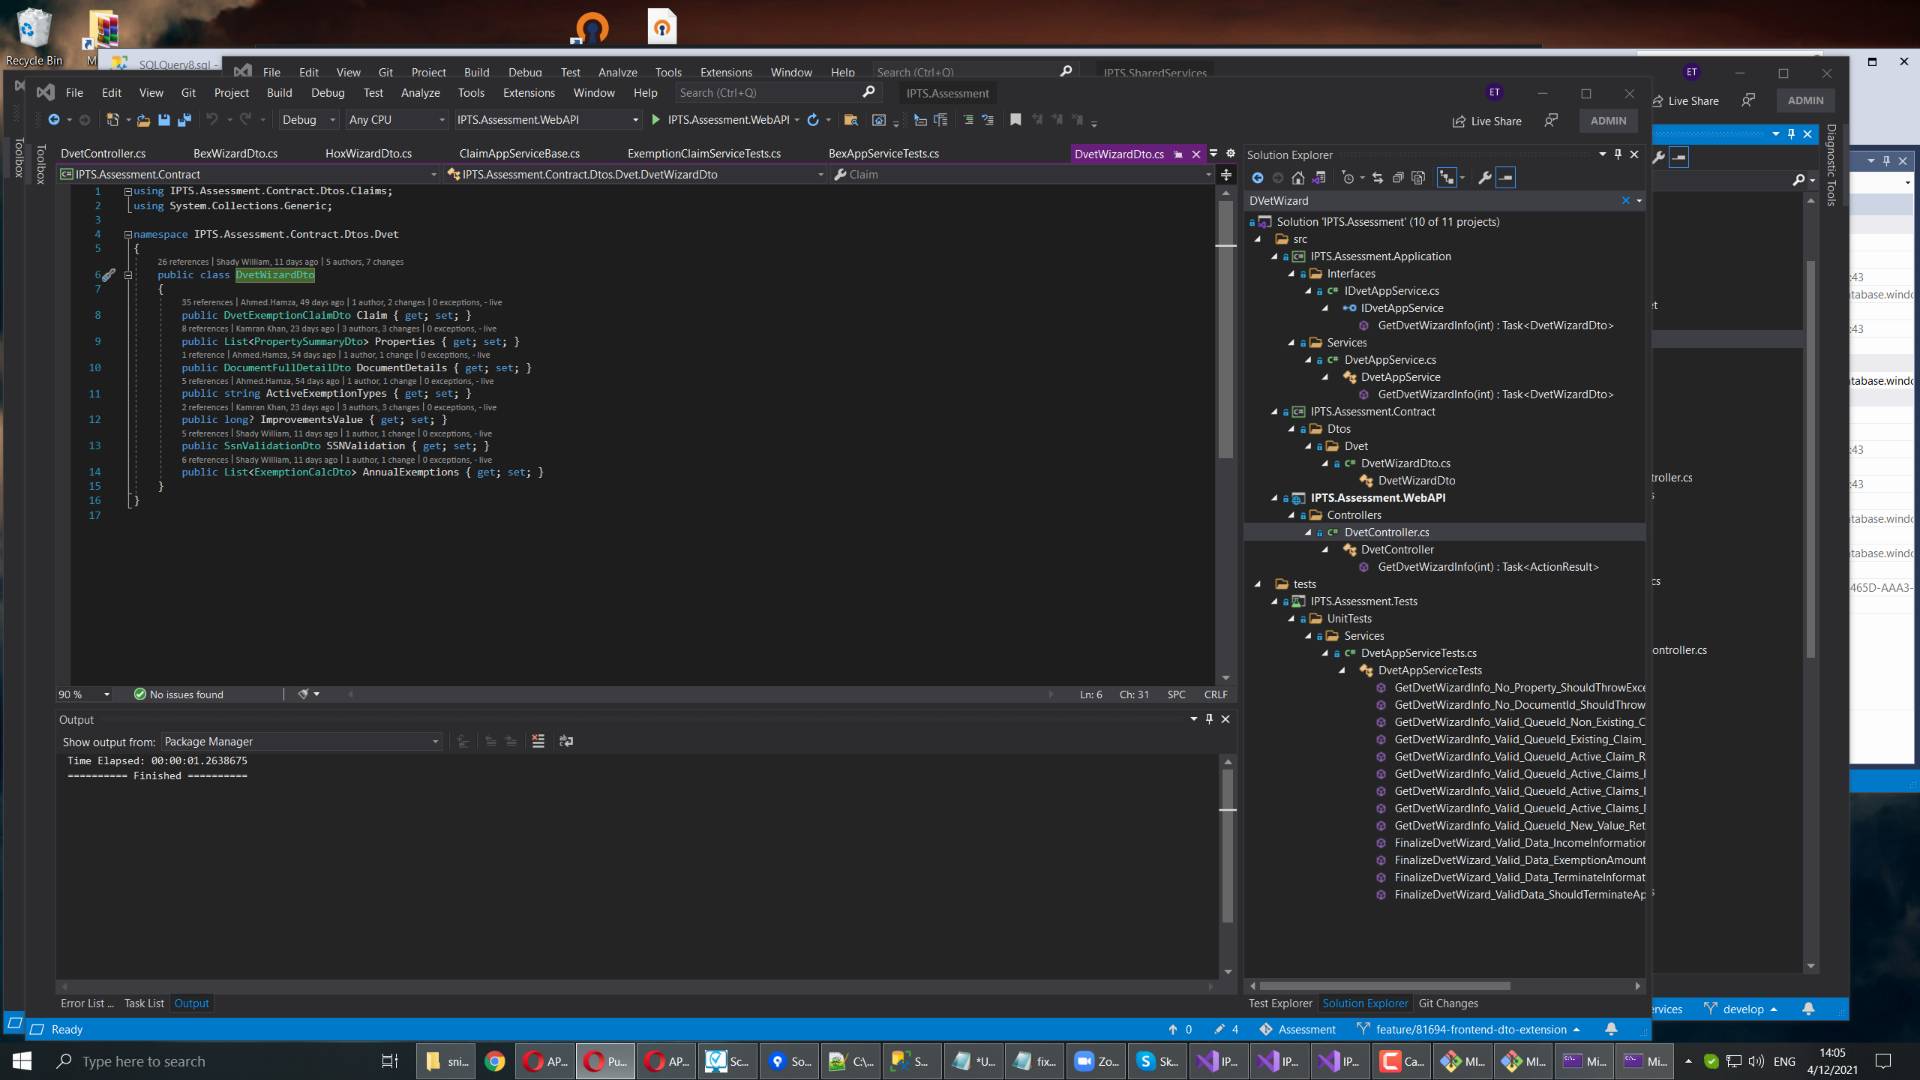 Recycle Bin
SQLQuery8.sql -
File Edit View Git Project Build Debug Test Analyze Tools Extensions Window Help Search (Ctrl+Q) IPTS.SharedServices ET
Live Share ADMIN
File Edit View Git Project Build Debug Test Analyze Tools Extensions Window Help Search (Ctrl+Q) IPTS.Assessment ET
Debug Any CPU IPTS.Assessment.WebAPI IPTS.Assessment.WebAPI Live Share ADMIN
Toolbox
Toolbox
Diagnostic Tools
DvetController.cs BexWizardDto.cs HoxWizardDto.cs ClaimAppServiceBase.cs ExemptionClaimServiceTests.cs BexAppServiceTests.cs DvetWizardDto.cs
IPTS.Assessment.Contract IPTS.Assessment.Contract.Dtos.Dvet.DvetWizardDto Claim
1 using IPTS.Assessment.Contract.Dtos.Claims;
2 using System.Collections.Generic;
3
4 namespace IPTS.Assessment.Contract.Dtos.Dvet
5 {
26 references | Shady William, 11 days ago | 5 authors, 7 changes
6 public class DvetWizardDto
7 {
35 references | Ahmed.Hamza, 49 days ago | 1 author, 2 changes | 0 exceptions, - live
8 public DvetExemptionClaimDto Claim { get; set; }
8 references | Kamran Khan, 23 days ago | 3 authors, 3 changes | 0 exceptions, - live
9 public List<PropertySummaryDto> Properties { get; set; }
1 reference | Ahmed.Hamza, 54 days ago | 1 author, 1 change | 0 exceptions, - live
10 public DocumentFullDetailDto DocumentDetails { get; set; }
5 references | Ahmed.Hamza, 54 days ago | 1 author, 1 change | 0 exceptions, - live
11 public string ActiveExemptionTypes { get; set; }
2 references | Kamran Khan, 23 days ago | 3 authors, 3 changes | 0 exceptions, - live
12 public long? ImprovementsValue { get; set; }
5 references | Shady William, 11 days ago | 1 author, 1 change | 0 exceptions, - live
13 public SsnValidationDto SSNValidation { get; set; }
6 references | Shady William, 11 days ago | 1 author, 1 change | 0 exceptions, - live
14 public List<ExemptionCalcDto> AnnualExemptions { get; set; }
15 }
16 }
17
90 % No issues found Ln: 6 Ch: 31 SPC CRLF
Output
Show output from: Package Manager
Time Elapsed: 00:00:01.2638675
========== Finished ==========
Error List ... Task List Output
Solution Explorer
DVetWizard
Solution 'IPTS.Assessment' (10 of 11 projects)
src
IPTS.Assessment.Application
Interfaces
IDvetAppService.cs
IDvetAppService
GetDvetWizardInfo(int) : Task<DvetWizardDto>
Services
DvetAppService.cs
DvetAppService
GetDvetWizardInfo(int) : Task<DvetWizardDto>
IPTS.Assessment.Contract
Dtos
Dvet
DvetWizardDto.cs
DvetWizardDto
IPTS.Assessment.WebAPI
Controllers
DvetController.cs
DvetController
GetDvetWizardInfo(int) : Task<ActionResult>
tests
IPTS.Assessment.Tests
UnitTests
Services
DvetAppServiceTests.cs
DvetAppServiceTests
GetDvetWizardInfo_No_Property_ShouldThrowExce
GetDvetWizardInfo_No_DocumentId_ShouldThrow
GetDvetWizardInfo_Valid_QueueId_Non_Existing_C
GetDvetWizardInfo_Valid_QueueId_Existing_Claim_
GetDvetWizardInfo_Valid_QueueId_Active_Claim_R
GetDvetWizardInfo_Valid_QueueId_Active_Claims_
GetDvetWizardInfo_Valid_QueueId_Active_Claims_
GetDvetWizardInfo_Valid_QueueId_Active_Claims_
GetDvetWizardInfo_Valid_QueueId_New_Value_Ret
FinalizeDvetWizard_Valid_Data_IncomeInformation
FinalizeDvetWizard_Valid_Data_ExemptionAmount
FinalizeDvetWizard_Valid_Data_TerminateInformat
FinalizeDvetWizard_ValidData_ShouldTerminateAp
Test Explorer Solution Explorer Git Changes
:43
tabase.windo
:43
tabase.windo
:43
troller.cs
:43
tabase.windo
tabase.windo
465D-AAA3-
ontroller.cs
rvices develop
Ready 0 4 Assessment feature/81694-frontend-dto-extension
Type here to search sni... AP... Pu... AP... Sc... So... C:\... S... *U... fix... Zo... Sk... IP... IP... IP... Ca... MI... MI... Mi... Mi... ENG 14:05
4/12/2021